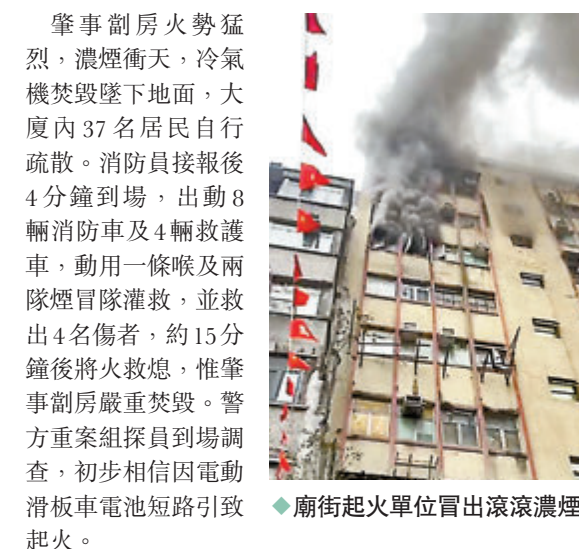 肇事劏房火勢猛
烈，濃煙衝天，冷氣
機焚毀墜下地面，大
廈內37名居民自行
疏散。消防員接報後
4分鐘到場，出動8
輛消防車及4輛救護
車，動用一條喉及兩
隊煙冒隊灌救，並救
出4名傷者，約15分
鐘後將火救熄，惟肇
事劏房嚴重焚毀。警
方重案組探員到場調
查，初步相信因電動
滑板車電池短路引致
起火。
◆廟街起火單位冒出滾滾濃煙